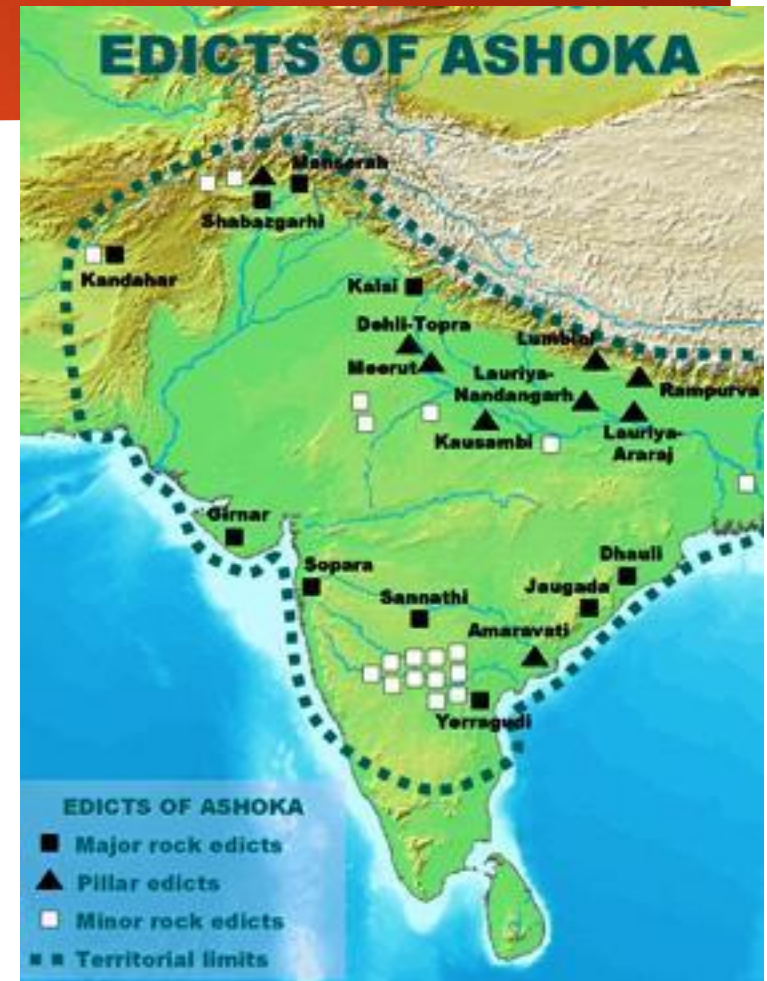 EDICTS OF ASHOKA
Manserah
Shabazgarhi
Kandahar
Kalsi
Dehli-Topra
Lumbini
Meerut
Lauriya-
Nandangarh
Rampurva
Kausambi
Lauriya-
Araraj
Girnar
Sopara
Dhauli
Sannathi
Jaugada
Amaravati
Yerragudi
EDICTS OF ASHOKA
Major rock edicts
Pillar edicts
Minor rock edicts
Territorial limits